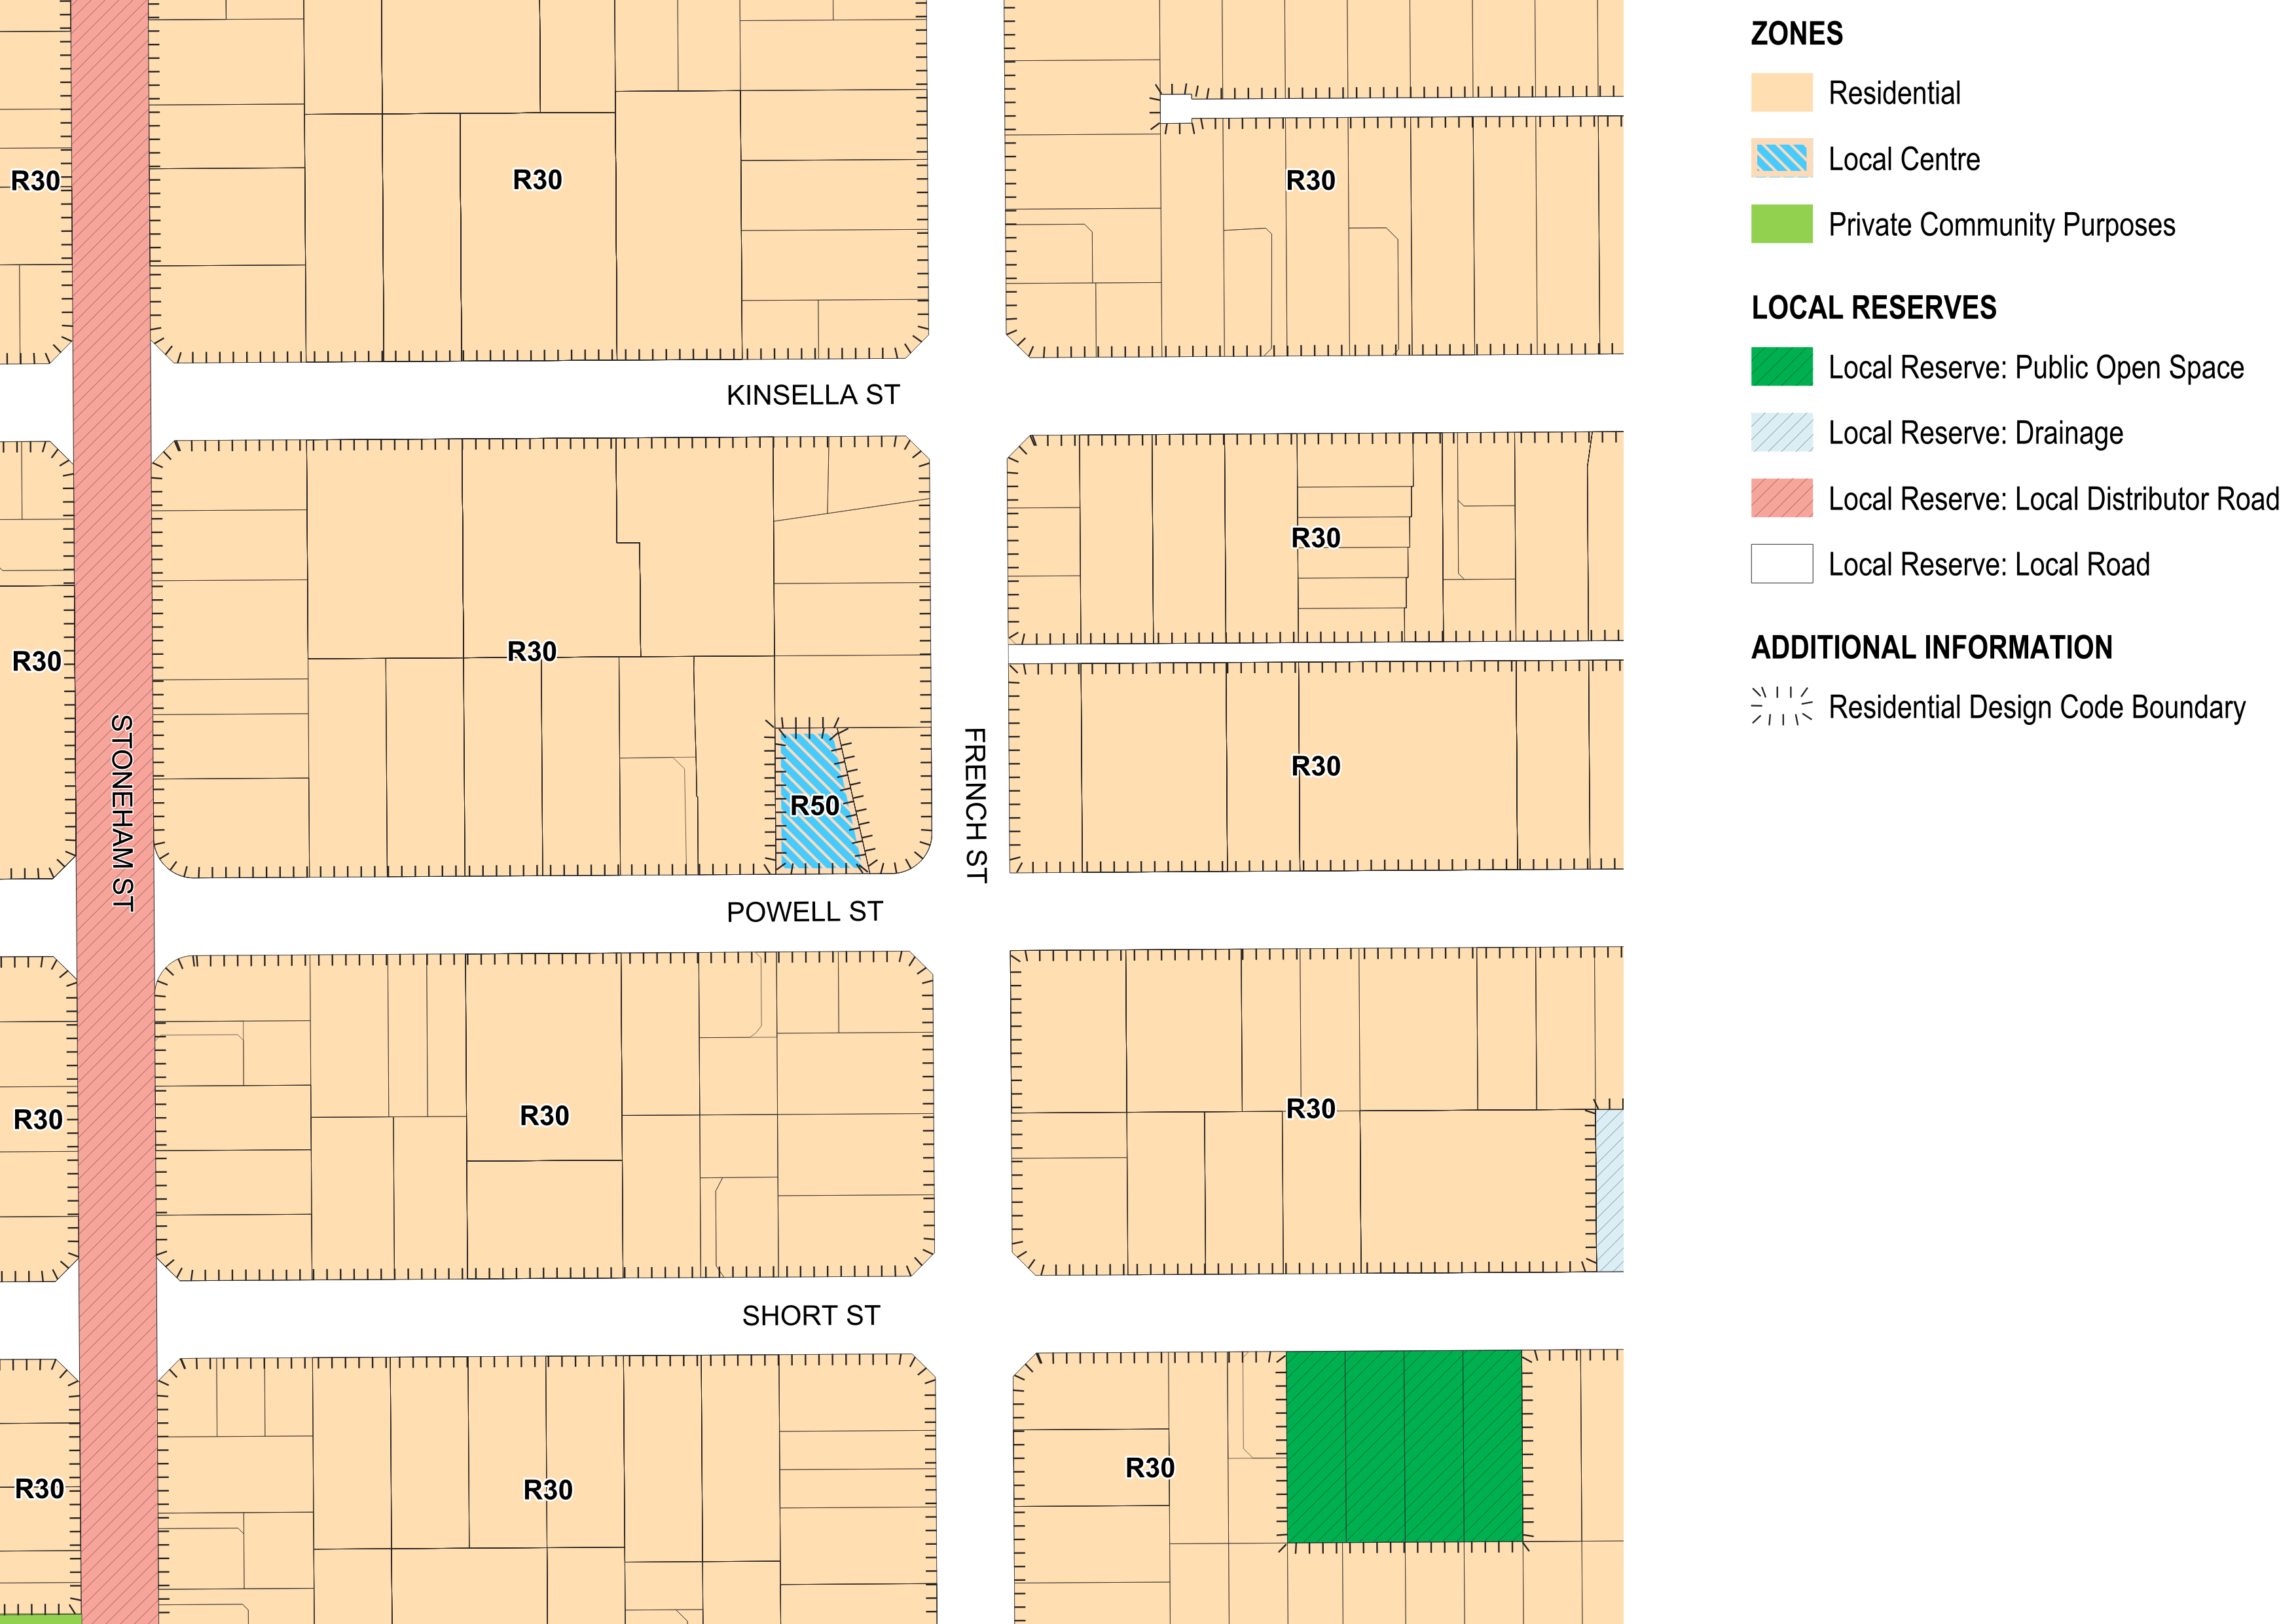 ZONES
Residential
Local Centre
Private Community Purposes
LOCAL RESERVES
Local Reserve: Public Open Space
Local Reserve: Drainage
Local Reserve: Local Distributor Road
Local Reserve: Local Road
ADDITIONAL INFORMATION
Residential Design Code Boundary
R30
R30
R30
KINSELLA ST
R30
R30
R30
R30
R50
STONEHAM ST
FRENCH ST
POWELL ST
R30
R30
R30
SHORT ST
R30
R30
R30